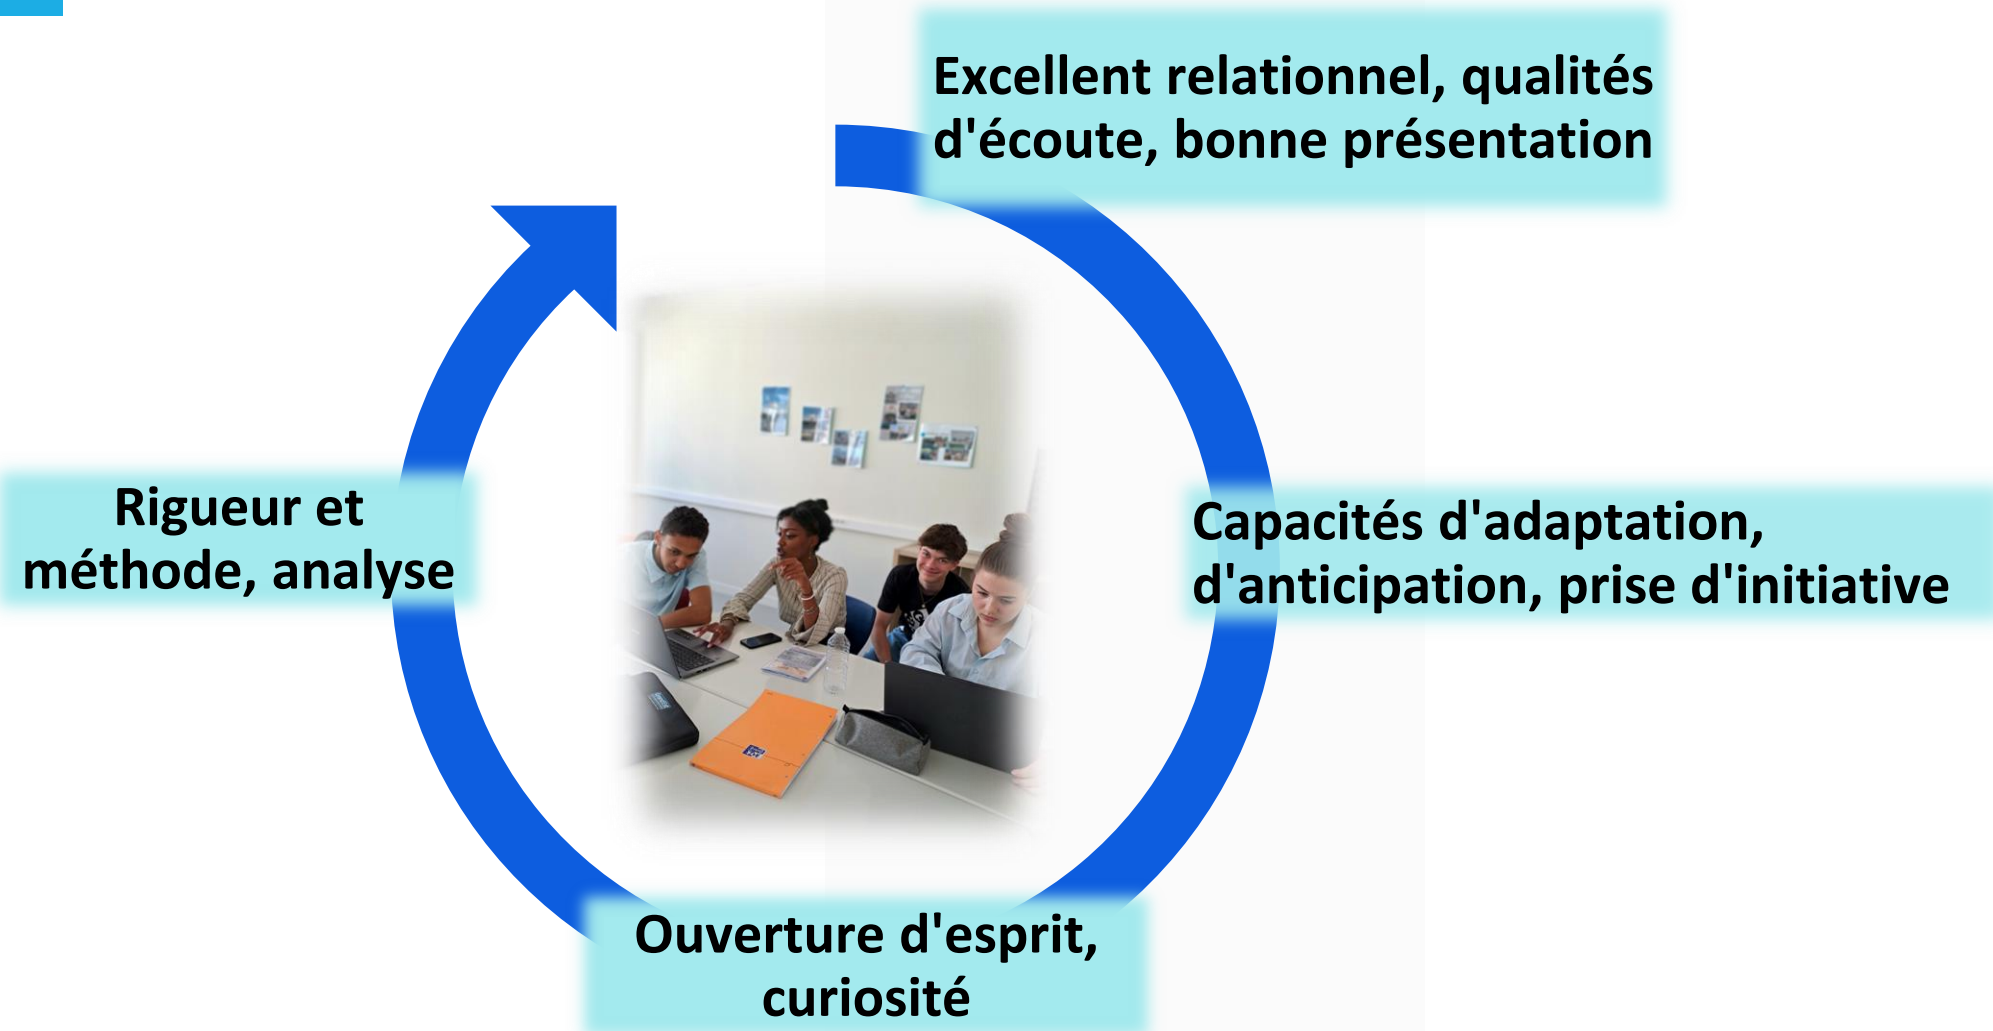 Excellent relationnel, qualités
d'écoute, bonne présentation
Capacités d'adaptation,
d'anticipation, prise d'initiative
Ouverture d'esprit,
curiosité
Rigueur et
méthode, analyse